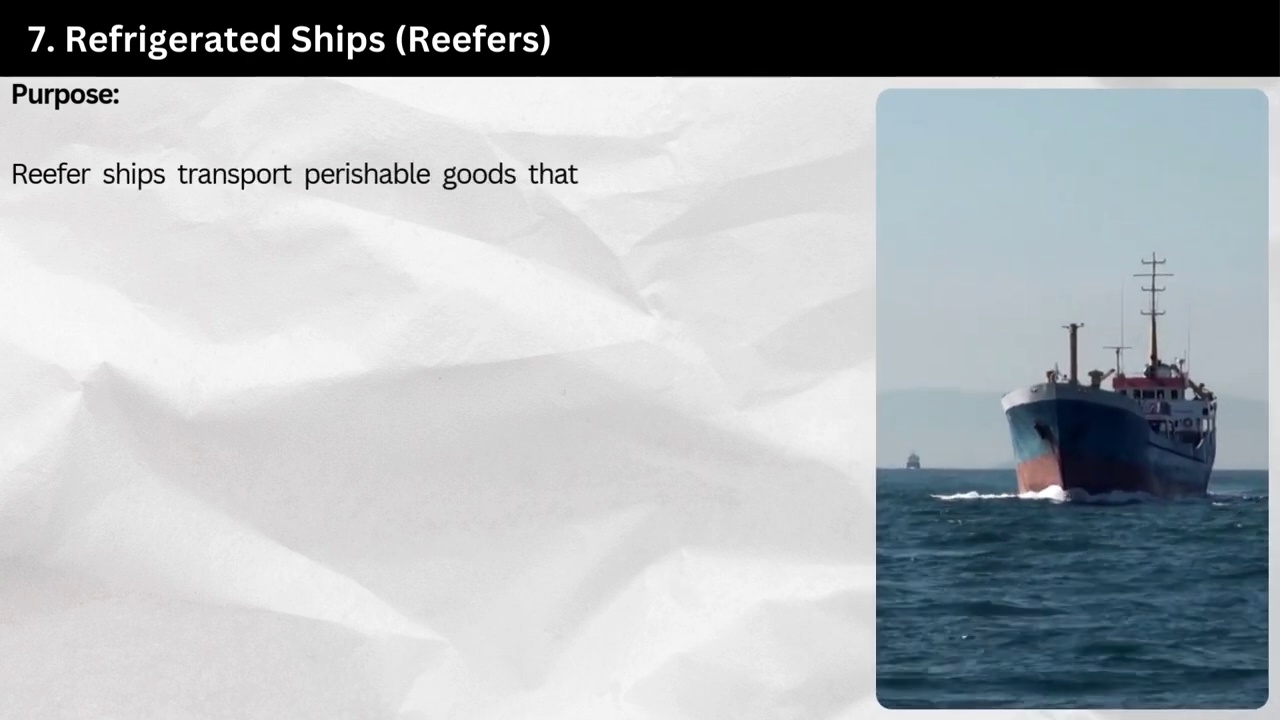 7. Refrigerated Ships (Reefers)
Purpose:
Reefer ships transport perishable goods that